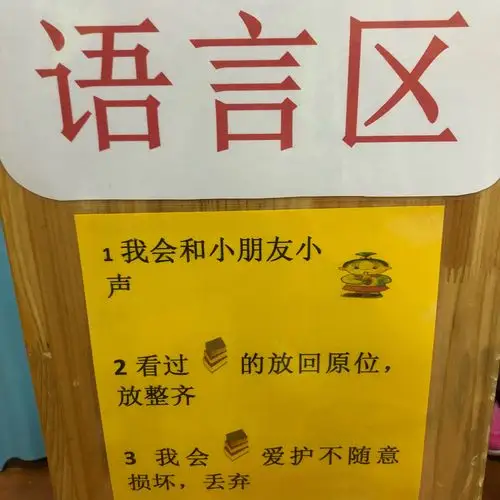 语言区
1 我会和小朋友小
声
2 看过 的放回原位，
放整齐
3 我会 爱护不随意
损坏，丢弃